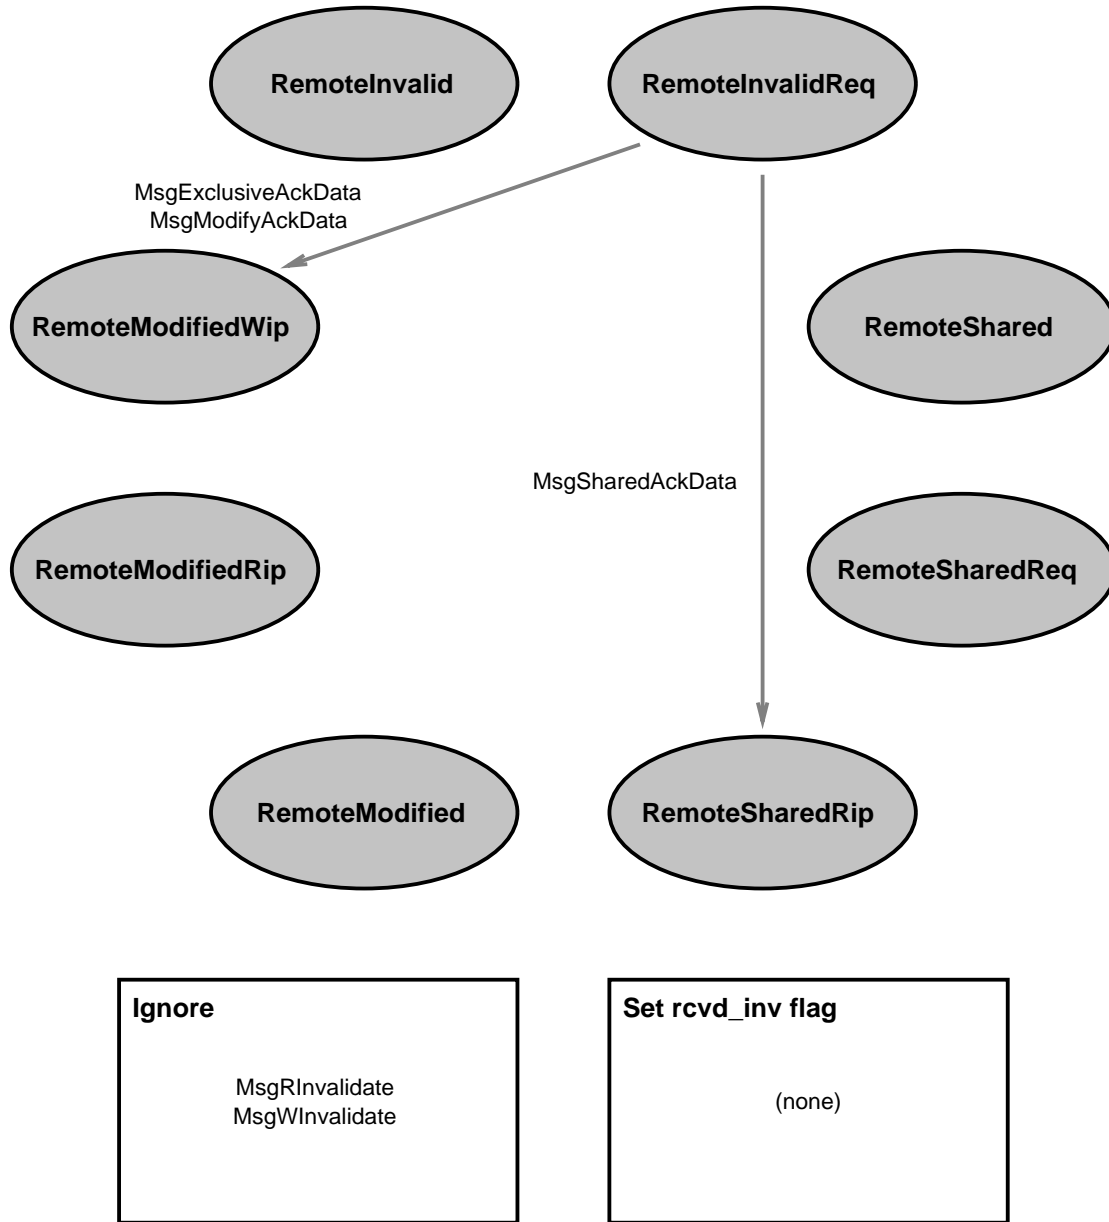 RemoteInvalid
RemoteInvalidReq
MsgExclusiveAckData
MsgModifyAckData
RemoteModifiedWip
RemoteShared
MsgSharedAckData
RemoteModifiedRip
RemoteSharedReq
RemoteModified
RemoteSharedRip
Ignore
MsgRInvalidate
MsgWInvalidate
Set rcvd_inv flag
(none)